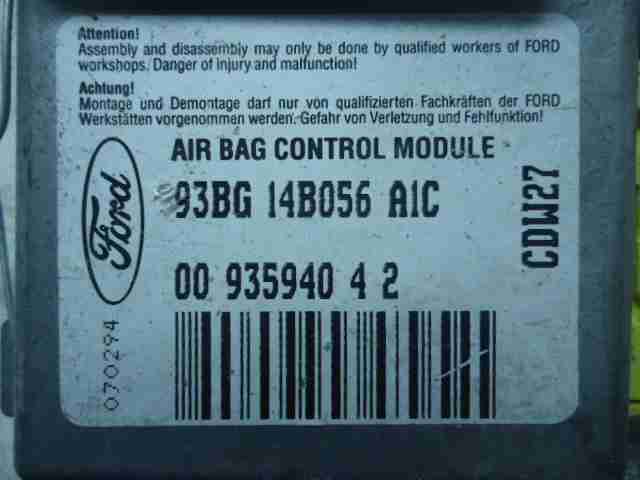 Attention!
Assembly and disassembly may only be done by qualified workers of FORD
workshops. Danger of injury and malfunction!
Achtung!
Montage und Demontage darf nur von qualifizierten Fachkräften der FORD
Werkstätten vorgenommen werden. Gefahr von Verletzung und Fehlfunktion!
AIR BAG CONTROL MODULE
Ford
93BG 14B056 A1C
CDW27
00 935940 4 2
070294